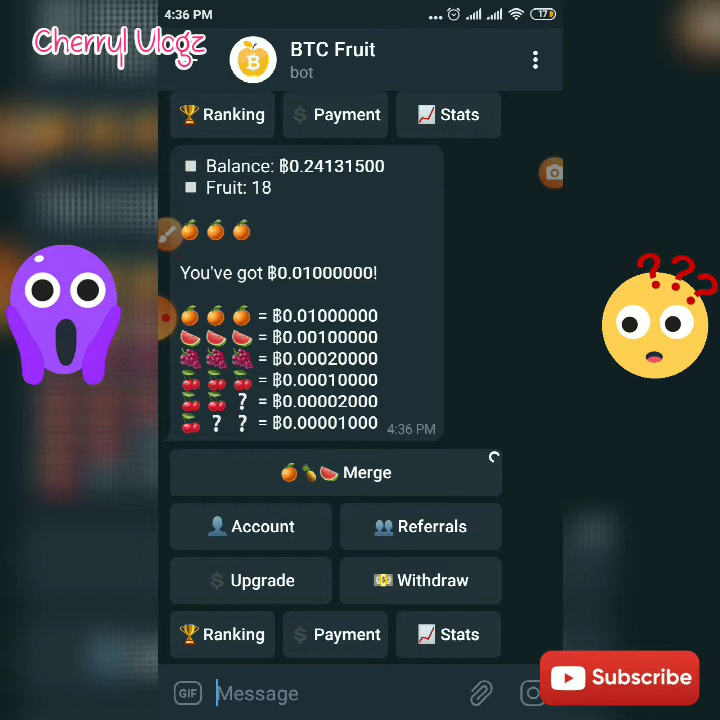 4:36 PM
17
Cherryl Vlogz
BTC Fruit
bot
🏆 Ranking
💲 Payment
📈 Stats
Balance: ฿0.24131500
Fruit: 18
🍊 🍊 🍊
You've got ฿0.01000000!
🍊 🍊 🍊 = ฿0.01000000
🍉 🍉 🍉 = ฿0.00100000
🍇 🍇 🍇 = ฿0.00020000
🍒 🍒 🍒 = ฿0.00010000
🍒 🍒 ? = ฿0.00002000
🍒 ? ? = ฿0.00001000
4:36 PM
🍊🍍🍉 Merge
👤 Account
👥 Referrals
💲 Upgrade
💵 Withdraw
🏆 Ranking
💲 Payment
📈 Stats
GIF
Message
Subscribe
???